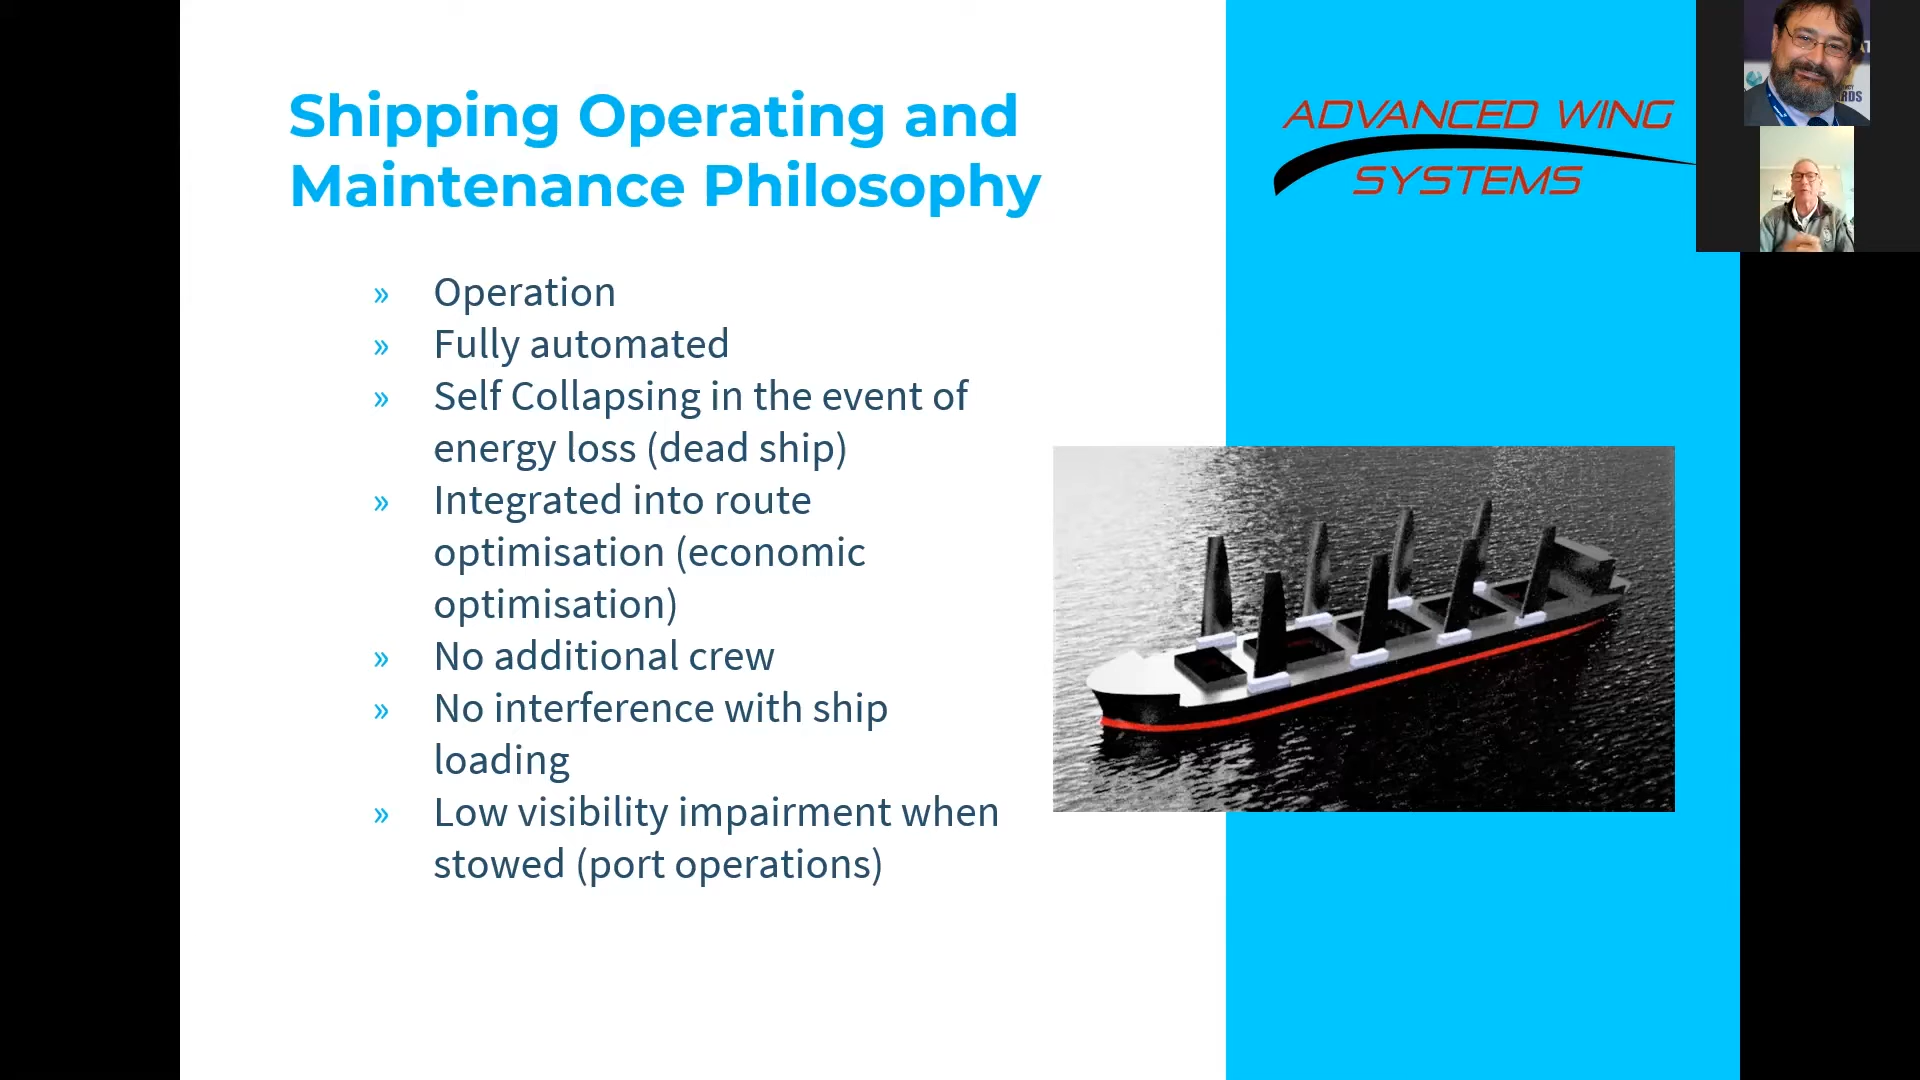 Shipping Operating and
Maintenance Philosophy
» Operation
» Fully automated
» Self Collapsing in the event of
energy loss (dead ship)
» Integrated into route
optimisation (economic
optimisation)
» No additional crew
» No interference with ship
loading
» Low visibility impairment when
stowed (port operations)
ADVANCED WING
SYSTEMS